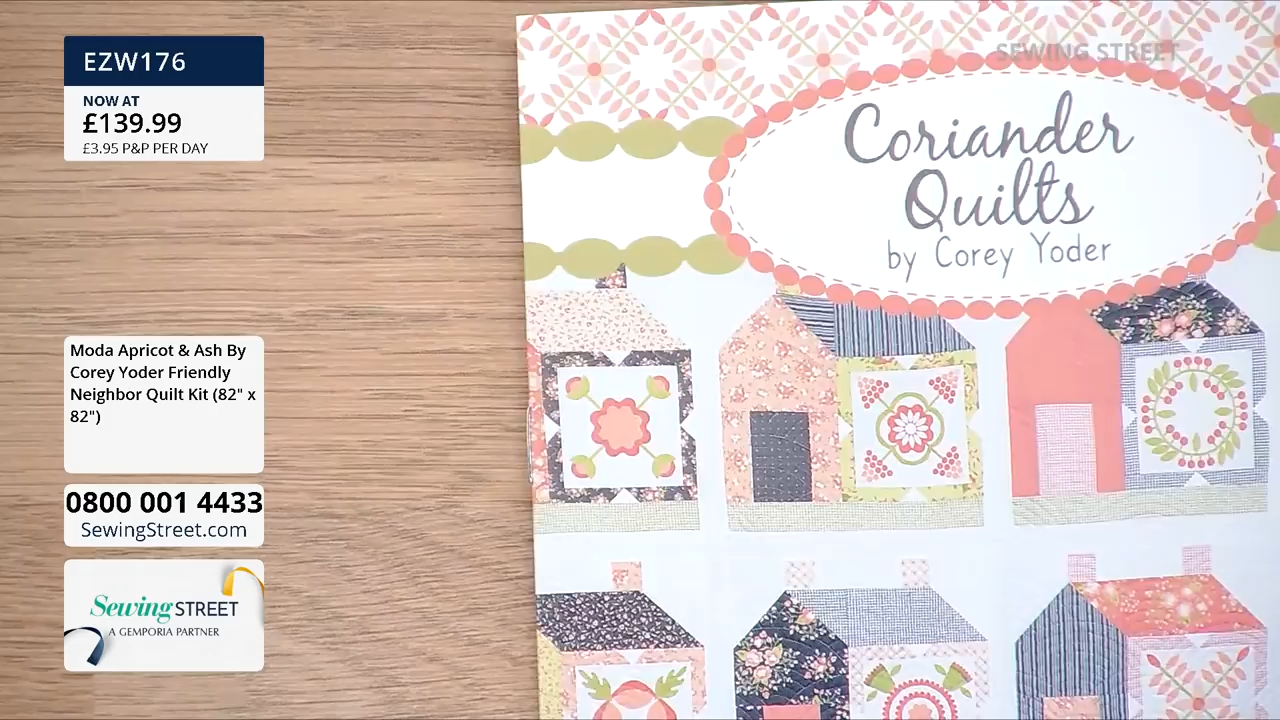 EZW176
NOW AT
£139.99
£3.95 P&P PER DAY
Moda Apricot & Ash By
Corey Yoder Friendly
Neighbor Quilt Kit (82" x
82")
0800 001 4433
SewingStreet.com
Sewing STREET
A GEMPORIA PARTNER
SEWING STREET
Coriander
Quilts
by Corey Yoder